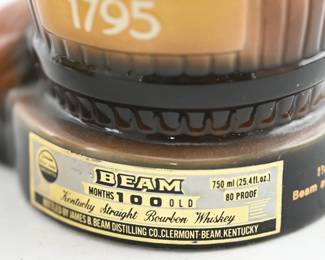 1795
BEAM
MONTHS 100 OLD
750 ml (25.4 fl. oz.)
80 PROOF
Kentucky Straight Bourbon Whiskey
BOTTLED BY JAMES B. BEAM DISTILLING CO. CLERMONT-BEAM, KENTUCKY
Beam